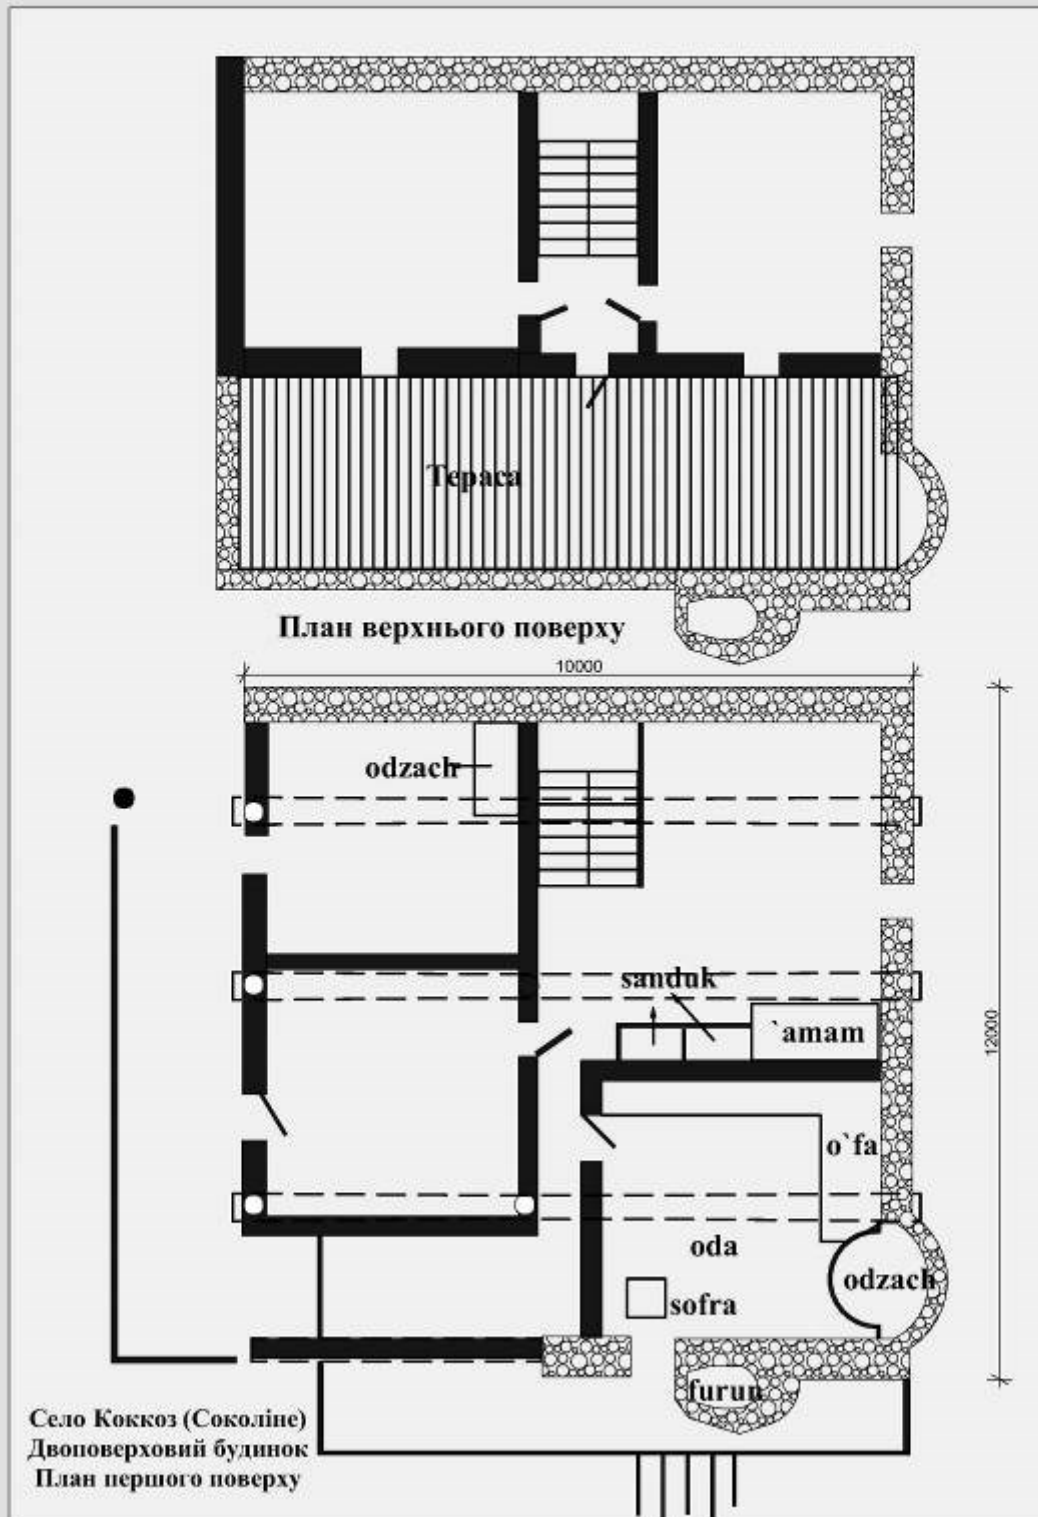 Тераса
План верхнього поверху
10000
odzach
sanduk
`amam
12000
o`fa
oda
odzach
sofra
furun
Село Коккоз (Соколіне)
Двоповерховий будинок
План першого поверху